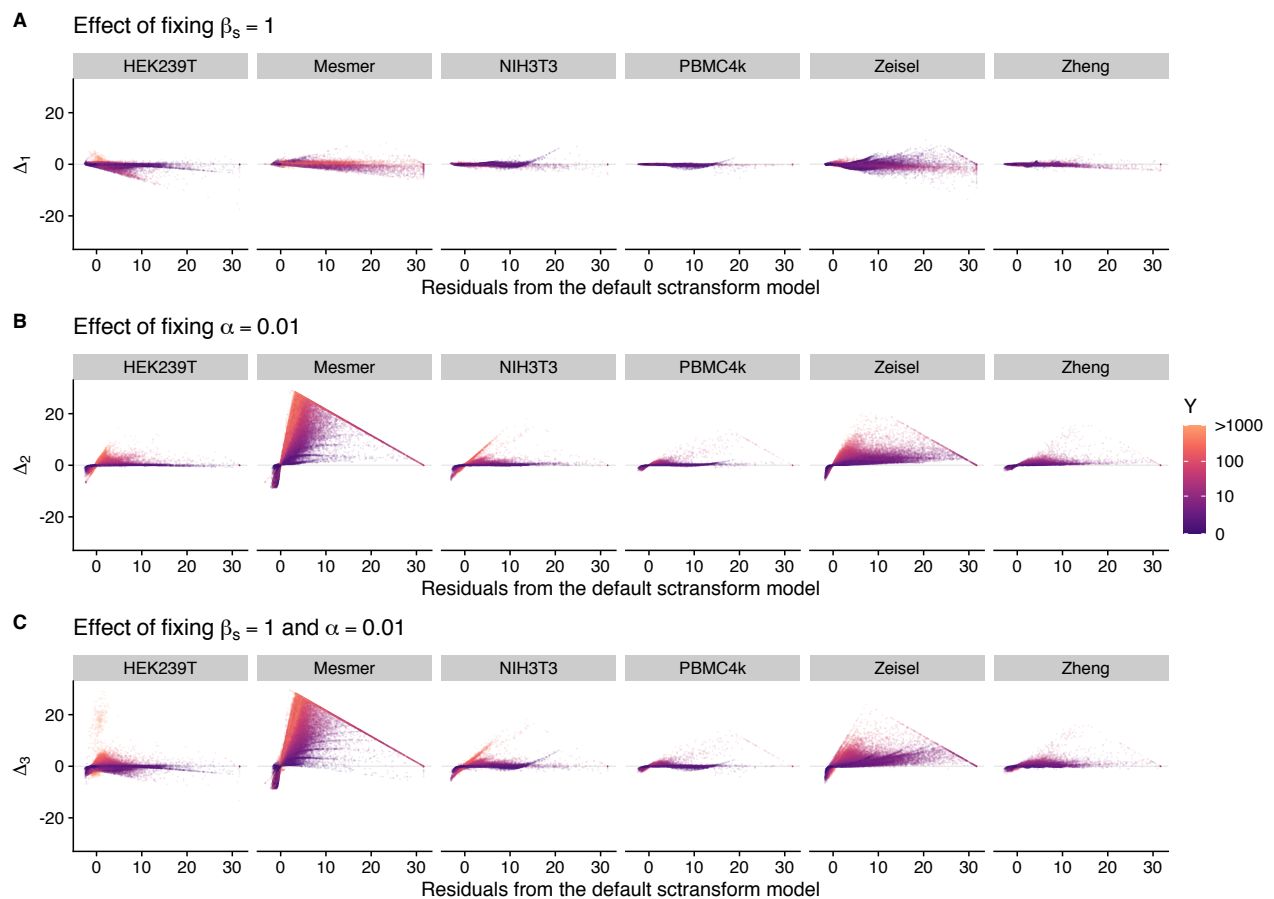 A
Effect of fixing βs = 1
HEK239T Mesmer NIH3T3 PBMC4k Zeisel Zheng
20
0
-20
Δ1
0 10 20 30 0 10 20 30 0 10 20 30 0 10 20 30 0 10 20 30 0 10 20 30
Residuals from the default sctransform model
B
Effect of fixing α = 0.01
HEK239T Mesmer NIH3T3 PBMC4k Zeisel Zheng
20
0
-20
Δ2
0 10 20 30 0 10 20 30 0 10 20 30 0 10 20 30 0 10 20 30 0 10 20 30
Residuals from the default sctransform model
Y
>1000
100
10
0
C
Effect of fixing βs = 1 and α = 0.01
HEK239T Mesmer NIH3T3 PBMC4k Zeisel Zheng
20
0
-20
Δ3
0 10 20 30 0 10 20 30 0 10 20 30 0 10 20 30 0 10 20 30 0 10 20 30
Residuals from the default sctransform model